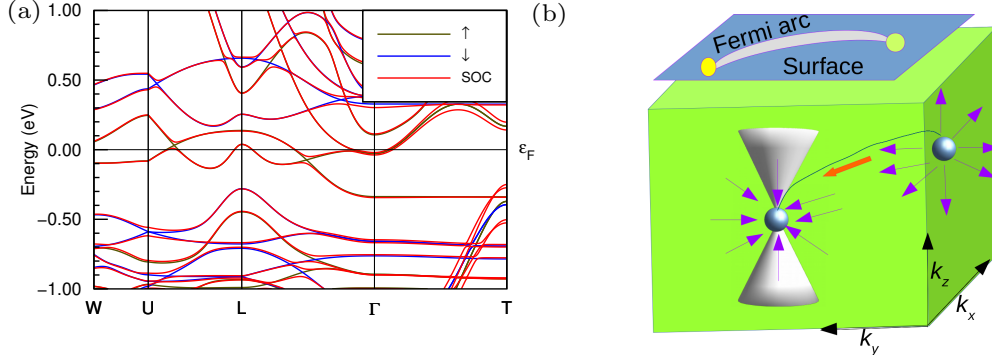 (a)
Energy (eV)
1.00
0.50
0.00
−0.50
−1.00
W U L Γ T
↑
↓
SOC
εF
(b)
Fermi arc
Surface
kz
kx
ky